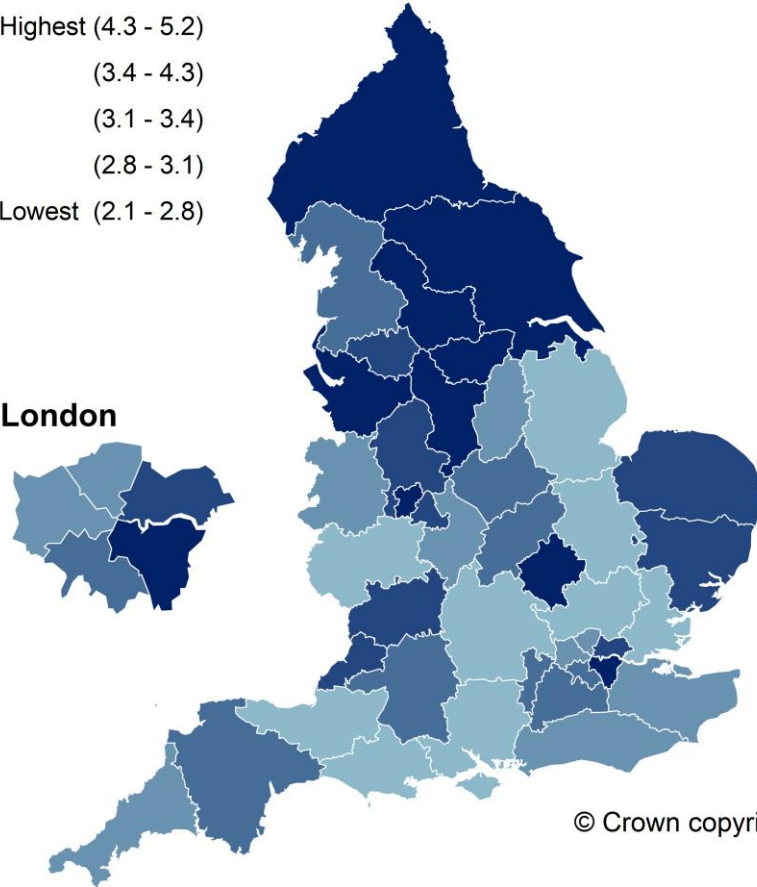 Highest (4.3 - 5.2)
(3.4 - 4.3)
(3.1 - 3.4)
(2.8 - 3.1)
Lowest (2.1 - 2.8)
London
© Crown copyri